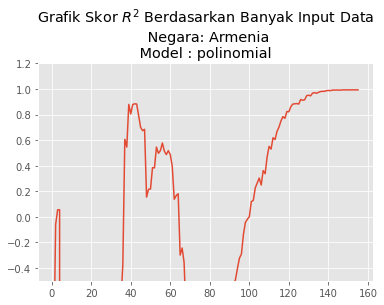 Grafik Skor R² Berdasarkan Banyak Input Data
Negara: Armenia
Model : polinomial
1.2
1.0
0.8
0.6
0.4
0.2
0.0
−0.2
−0.4
0 20 40 60 80 100 120 140 160